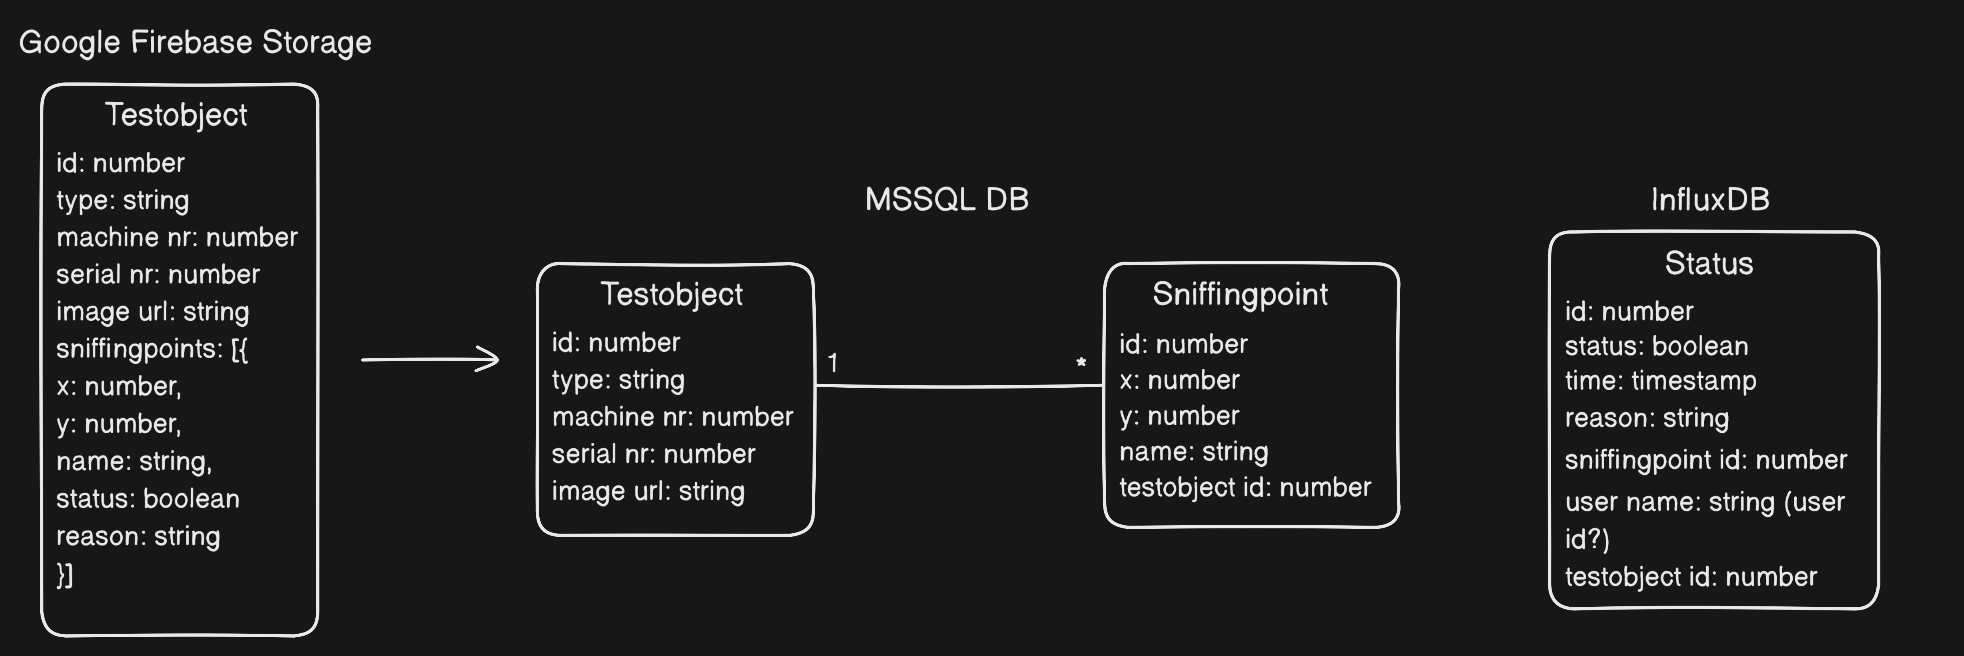 Google Firebase Storage
Testobject
id: number
type: string
machine nr: number
serial nr: number
image url: string
sniffingpoints: [{
x: number,
y: number,
name: string,
status: boolean
reason: string
}]
MSSQL DB
Testobject
id: number
type: string
machine nr: number
serial nr: number
image url: string
1
*
Sniffingpoint
id: number
x: number
y: number
name: string
testobject id: number
InfluxDB
Status
id: number
status: boolean
time: timestamp
reason: string
sniffingpoint id: number
user name: string (user
id?)
testobject id: number